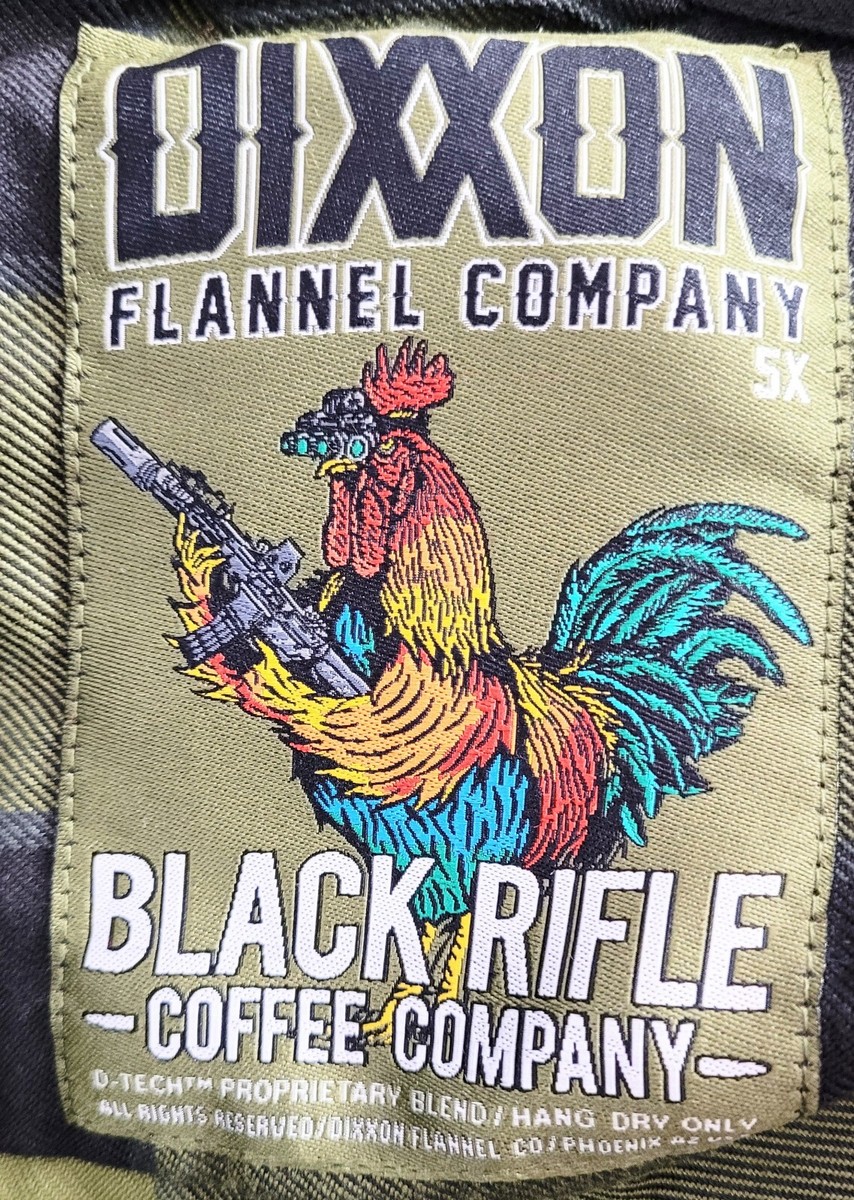 DIXXON
FLANNEL COMPANY
5X
BLACK RIFLE
-COFFEE COMPANY-
D-TECH™ PROPRIETARY BLEND/HANG DRY ONLY
ALL RIGHTS RESERVED/DIXXON FLANNEL CO/PHOENIX AZ